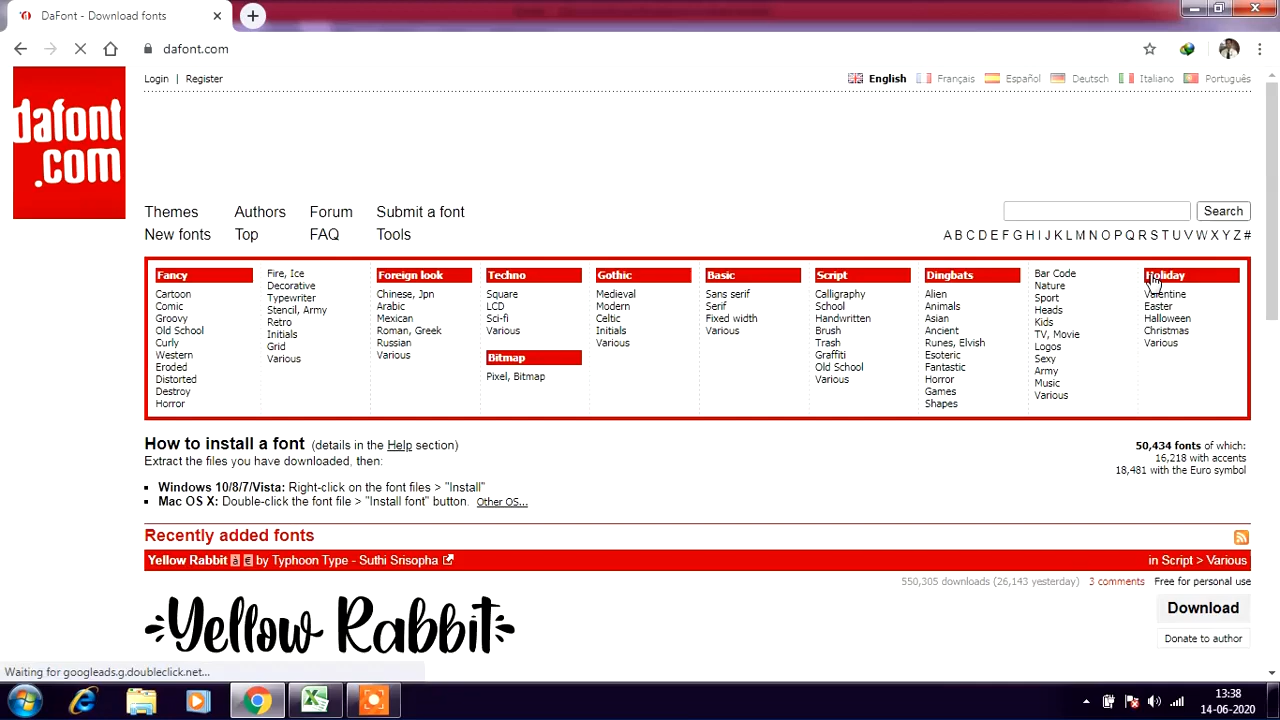 DaFont - Download fonts
dafont.com
dafont
.com
Login | Register
English Français Español Deutsch Italiano Português
Themes Authors Forum Submit a font
Search
New fonts Top FAQ Tools
A B C D E F G H I J K L M N O P Q R S T U V W X Y Z #
Fancy
Cartoon
Comic
Groovy
Old School
Curly
Western
Eroded
Distorted
Destroy
Horror
Fire, Ice
Decorative
Typewriter
Stencil, Army
Retro
Initials
Grid
Various
Foreign look
Chinese, Jpn
Arabic
Mexican
Roman, Greek
Russian
Various
Techno
Square
LCD
Sci-fi
Various
Bitmap
Pixel, Bitmap
Gothic
Medieval
Modern
Celtic
Initials
Various
Basic
Sans serif
Serif
Fixed width
Various
Script
Calligraphy
School
Handwritten
Brush
Trash
Graffiti
Old School
Various
Dingbats
Alien
Animals
Asian
Ancient
Runes, Elvish
Esoteric
Fantastic
Horror
Games
Shapes
Bar Code
Nature
Sport
Heads
Kids
TV, Movie
Logos
Sexy
Army
Music
Various
Holiday
Valentine
Easter
Halloween
Christmas
Various
How to install a font (details in the Help section)
Extract the files you have downloaded, then:
Windows 10/8/7/Vista: Right-click on the font files > "Install"
Mac OS X: Double-click the font file > "Install font" button. Other OS...
50,434 fonts of which:
16,218 with accents
18,481 with the Euro symbol
Recently added fonts
Yellow Rabbit à € by Typhoon Type - Suthi Srisopha in Script > Various
550,305 downloads (26,143 yesterday) 3 comments Free for personal use
Yellow Rabbit
Download
Donate to author
Waiting for googleads.g.doubleclick.net...
13:38
14-06-2020